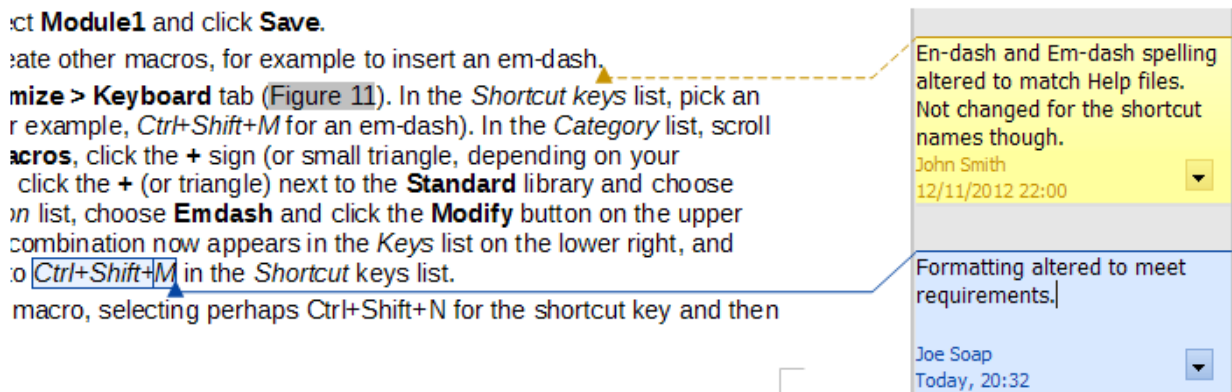 ct Module1 and click Save.
eate other macros, for example to insert an em-dash.
mize > Keyboard tab (Figure 11). In the Shortcut keys list, pick an
r example, Ctrl+Shift+M for an em-dash). In the Category list, scroll
acros, click the + sign (or small triangle, depending on your
click the + (or triangle) next to the Standard library and choose
on list, choose Emdash and click the Modify button on the upper
combination now appears in the Keys list on the lower right, and
to Ctrl+Shift+M in the Shortcut keys list.
macro, selecting perhaps Ctrl+Shift+N for the shortcut key and then
En-dash and Em-dash spelling
altered to match Help files.
Not changed for the shortcut
names though.
John Smith
12/11/2012 22:00
Formatting altered to meet
requirements.
Joe Soap
Today, 20:32